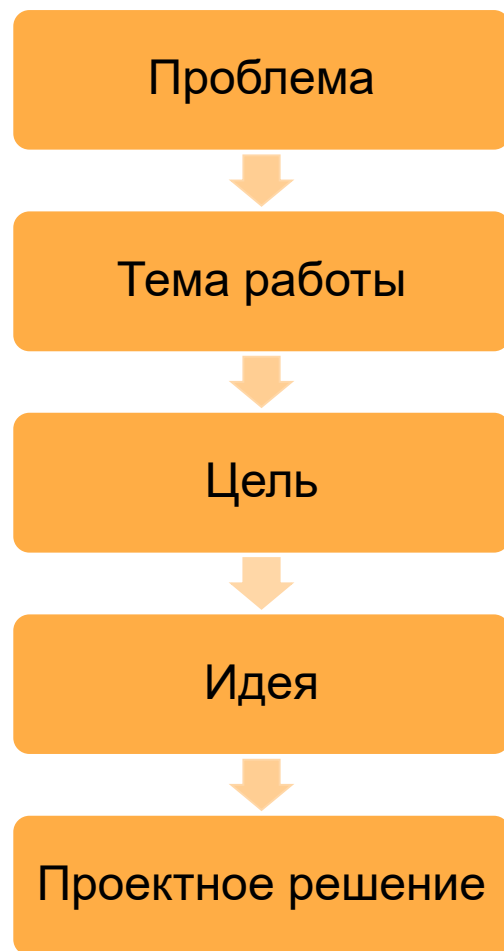 Проблема
Тема работы
Цель
Идея
Проектное решение